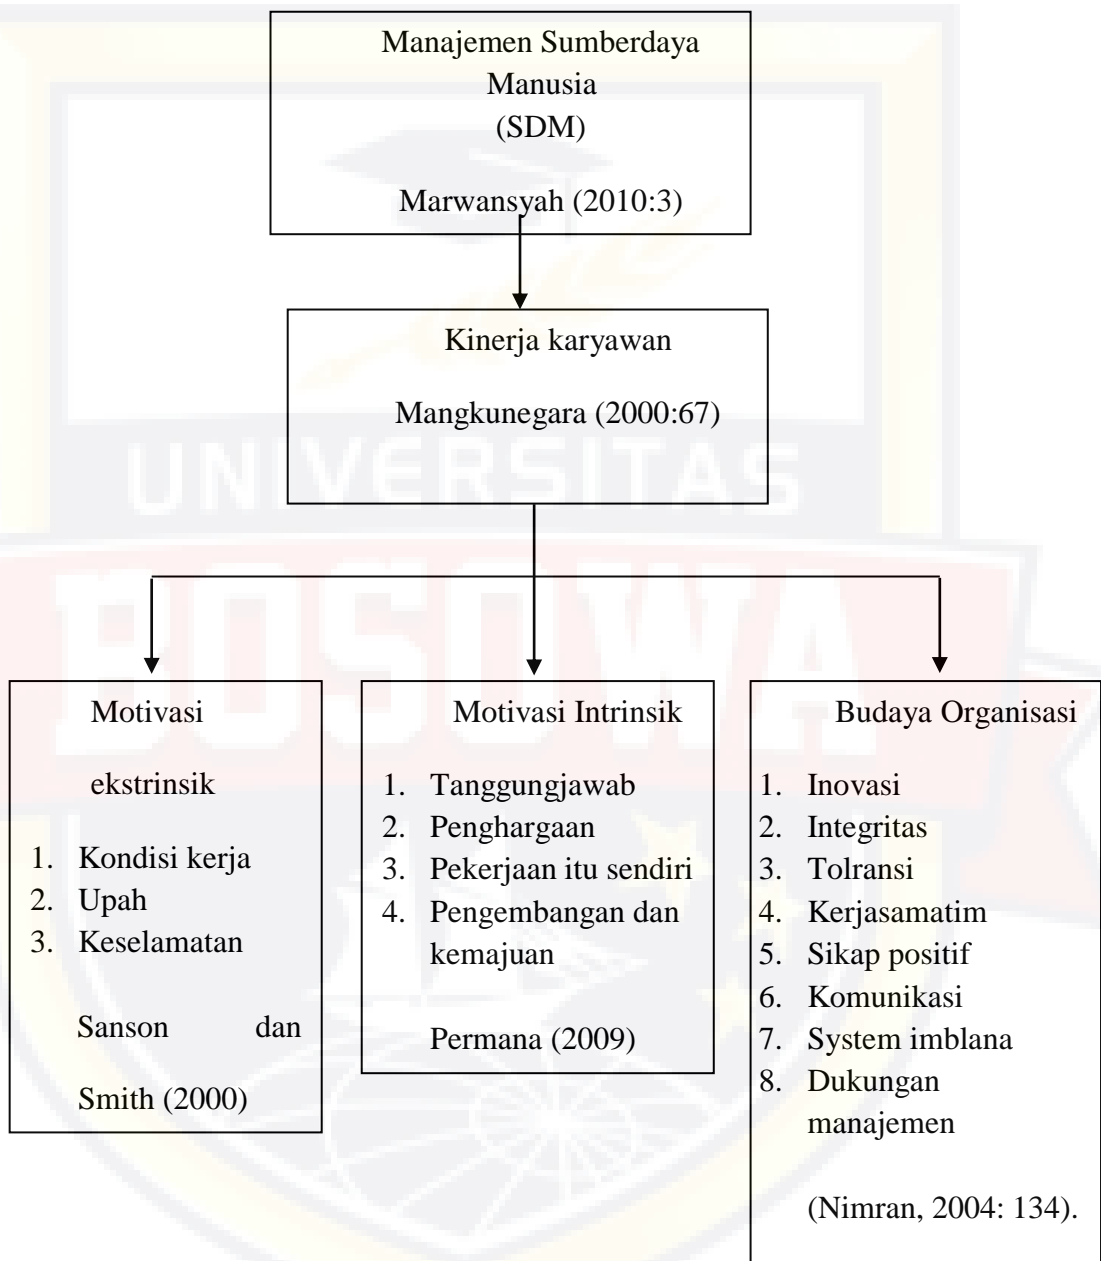 Manajemen Sumberdaya
Manusia
(SDM)
Marwansyah (2010:3)
Kinerja karyawan
Mangkunegara (2000:67)
UNIVERSITAS
BOSOWA
Motivasi
ekstrinsik
1. Kondisi kerja
2. Upah
3. Keselamatan
Sanson dan
Smith (2000)
Motivasi Intrinsik
1. Tanggungjawab
2. Penghargaan
3. Pekerjaan itu sendiri
4. Pengembangan dan
kemajuan
Permana (2009)
Budaya Organisasi
1. Inovasi
2. Integritas
3. Tolransi
4. Kerjasamatim
5. Sikap positif
6. Komunikasi
7. System imblana
8. Dukungan
manajemen
(Nimran, 2004: 134).